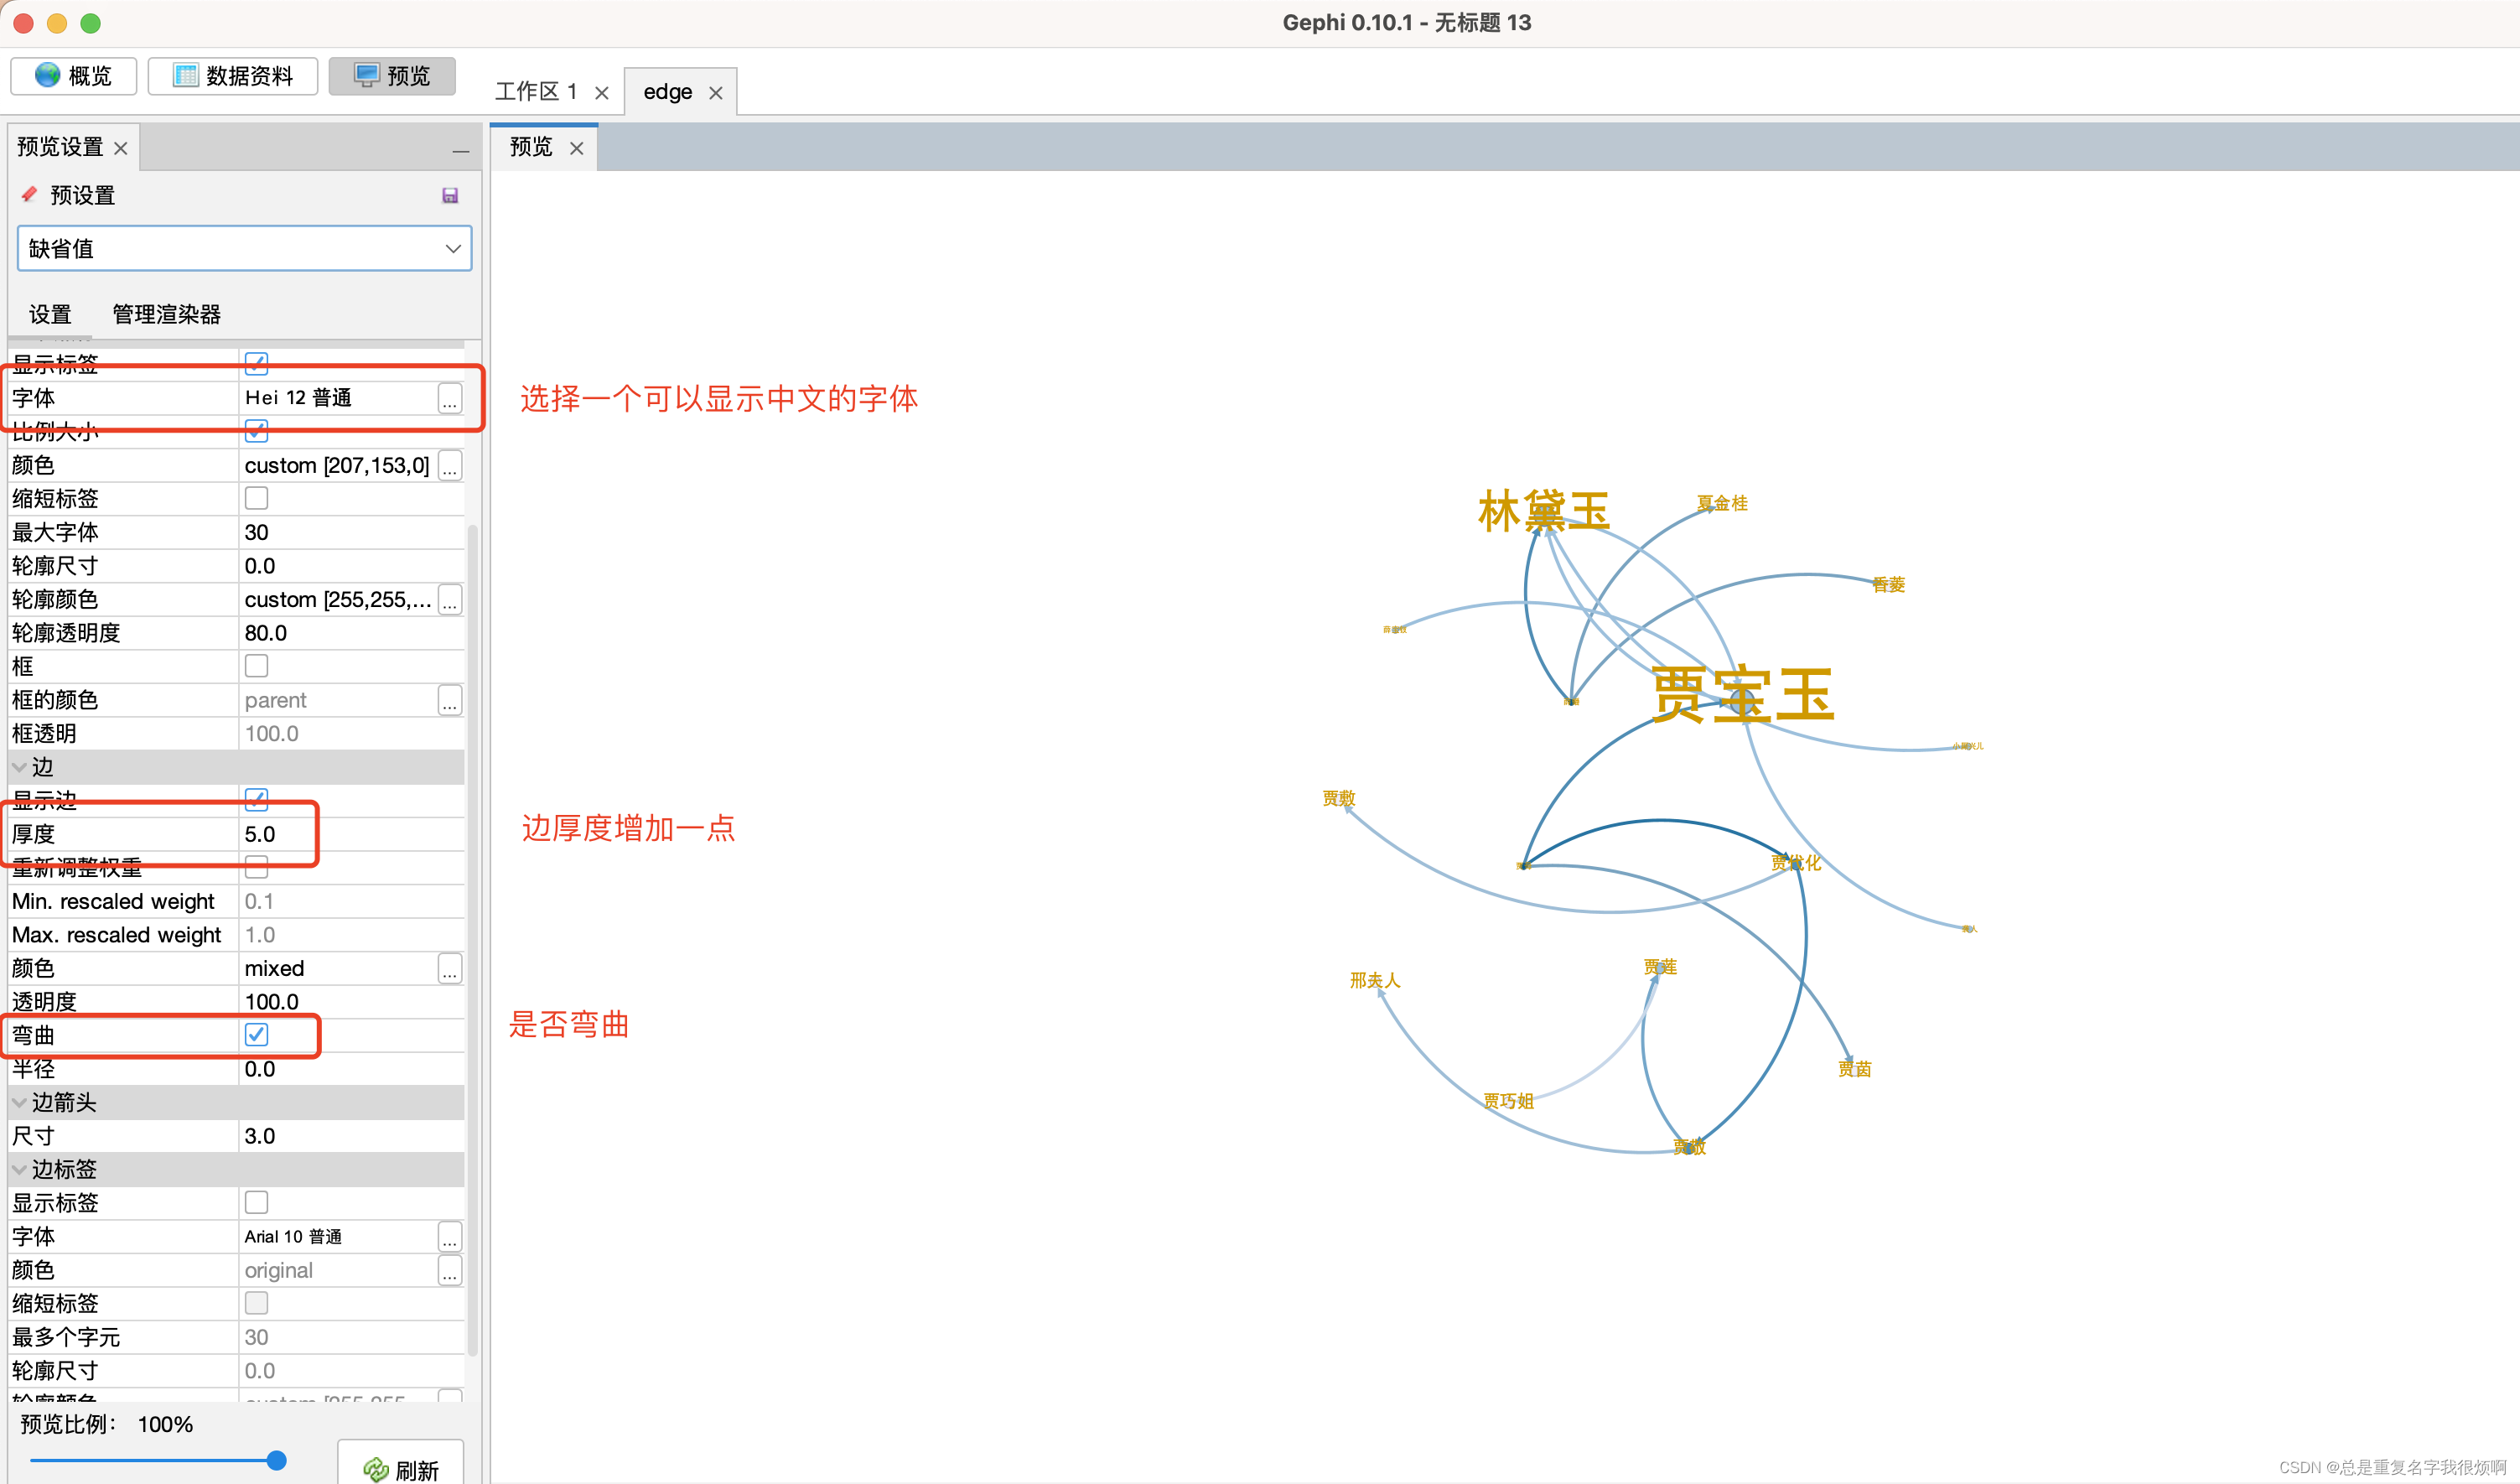 Gephi 0.10.1 - 无标题 13
概览
数据资料
预览
工作区 1
edge
预览设置
预览
预设置
缺省值
设置
管理渲染器
显示标签
字体 Hei 12 普通 ...
选择一个可以显示中文的字体
比例大小
颜色 custom [207,153,0] ...
缩短标签
最大字体 30
轮廓尺寸 0.0
轮廓颜色 custom [255,255,... ...
轮廓透明度 80.0
框
框的颜色 parent ...
框透明 100.0
边
显示边
厚度 5.0
边厚度增加一点
重新调整权重
Min. rescaled weight 0.1
Max. rescaled weight 1.0
颜色 mixed ...
透明度 100.0
弯曲
是否弯曲
半径 0.0
边箭头
尺寸 3.0
边标签
显示标签
字体 Arial 10 普通 ...
颜色 original ...
缩短标签
最多个字元 30
轮廓尺寸 0.0
轮廓颜色 custom [255,255
预览比例： 100%
刷新
林黛玉
夏金桂
香菱
贾宝玉
贾敷
贾代化
邢夫人
贾莲
贾茵
贾巧姐
贾敬
CSDN @总是重复名字我很烦啊